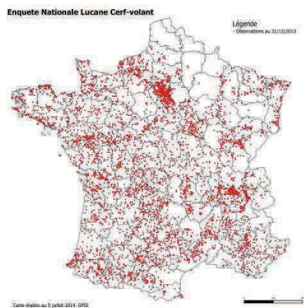 Enquete Nationale Lucane Cerf-volant
Légende
- Observations au 31/12/2013
Carte établie au 5 juillet 2014 OPIE